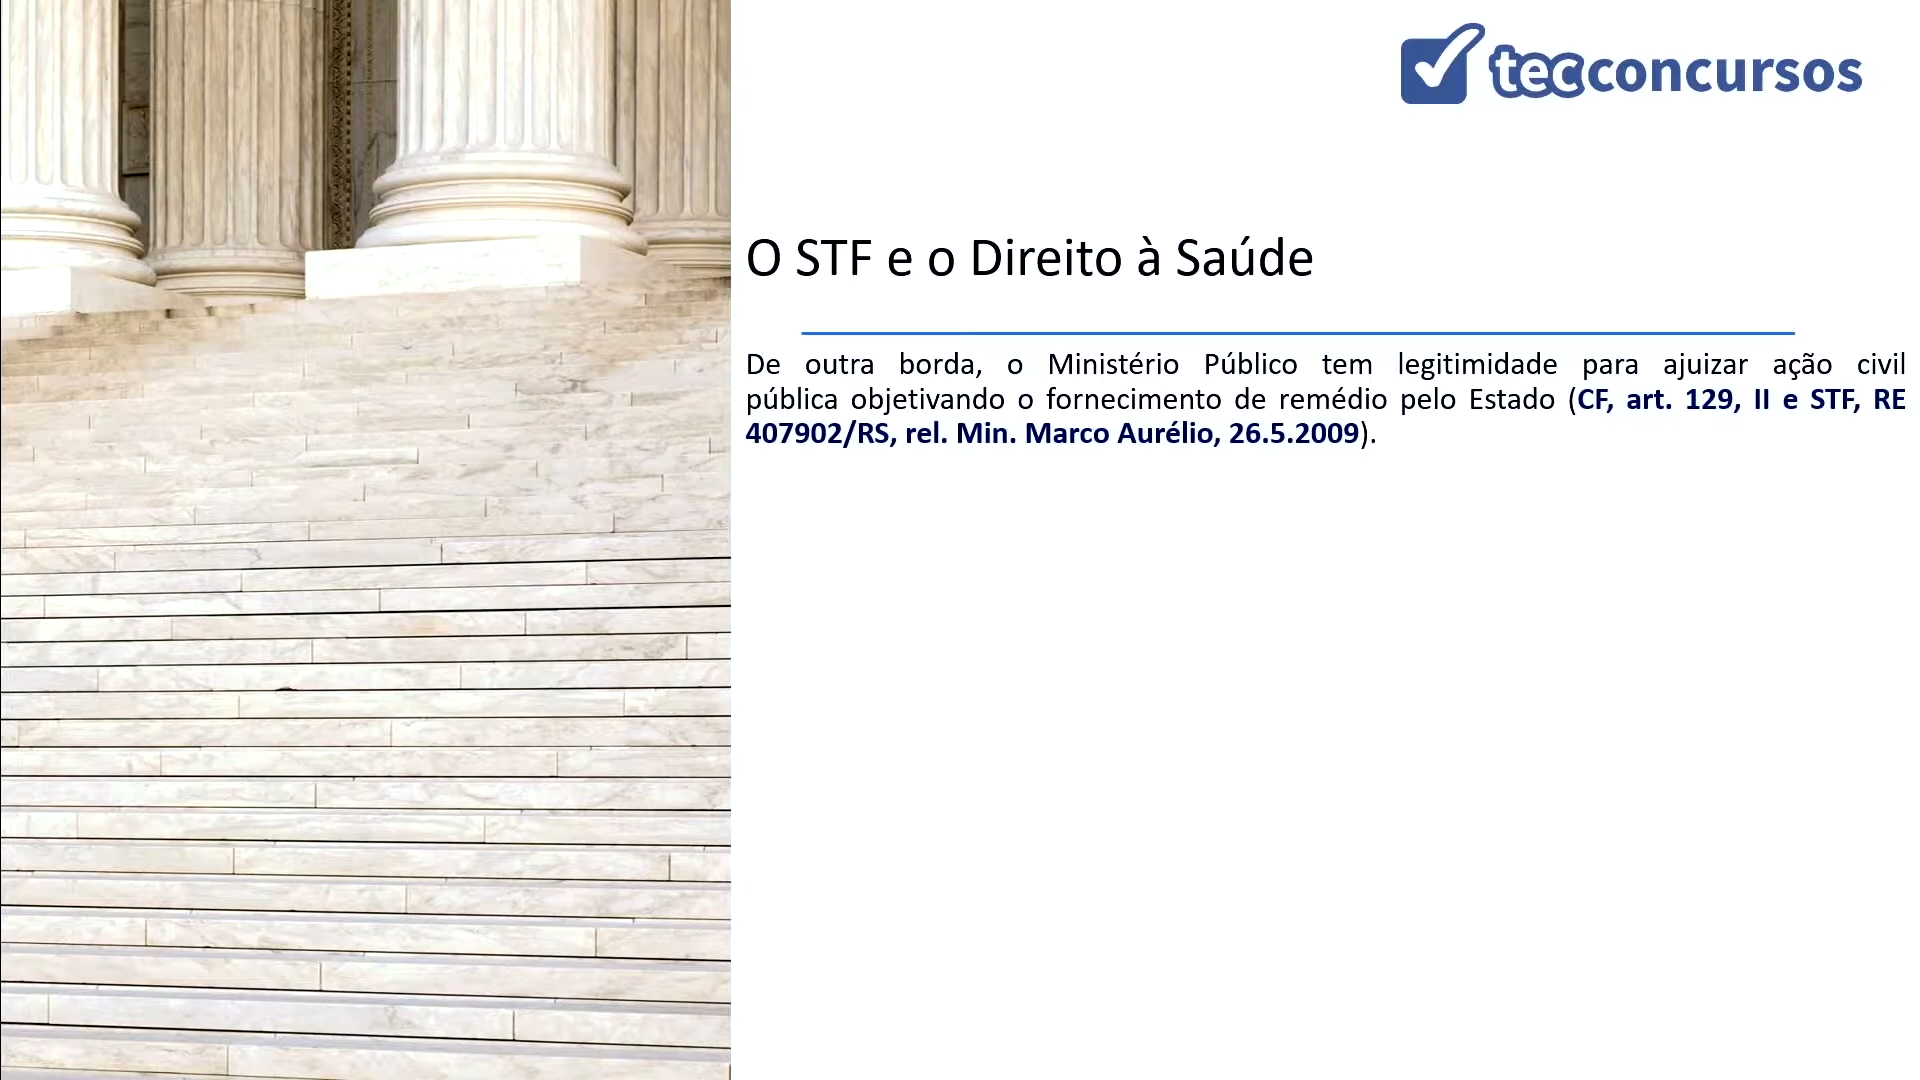 tecconcursos
O STF e o Direito à Saúde
De outra borda, o Ministério Público tem legitimidade para ajuizar ação civil
pública objetivando o fornecimento de remédio pelo Estado (CF, art. 129, II e STF, RE
407902/RS, rel. Min. Marco Aurélio, 26.5.2009).